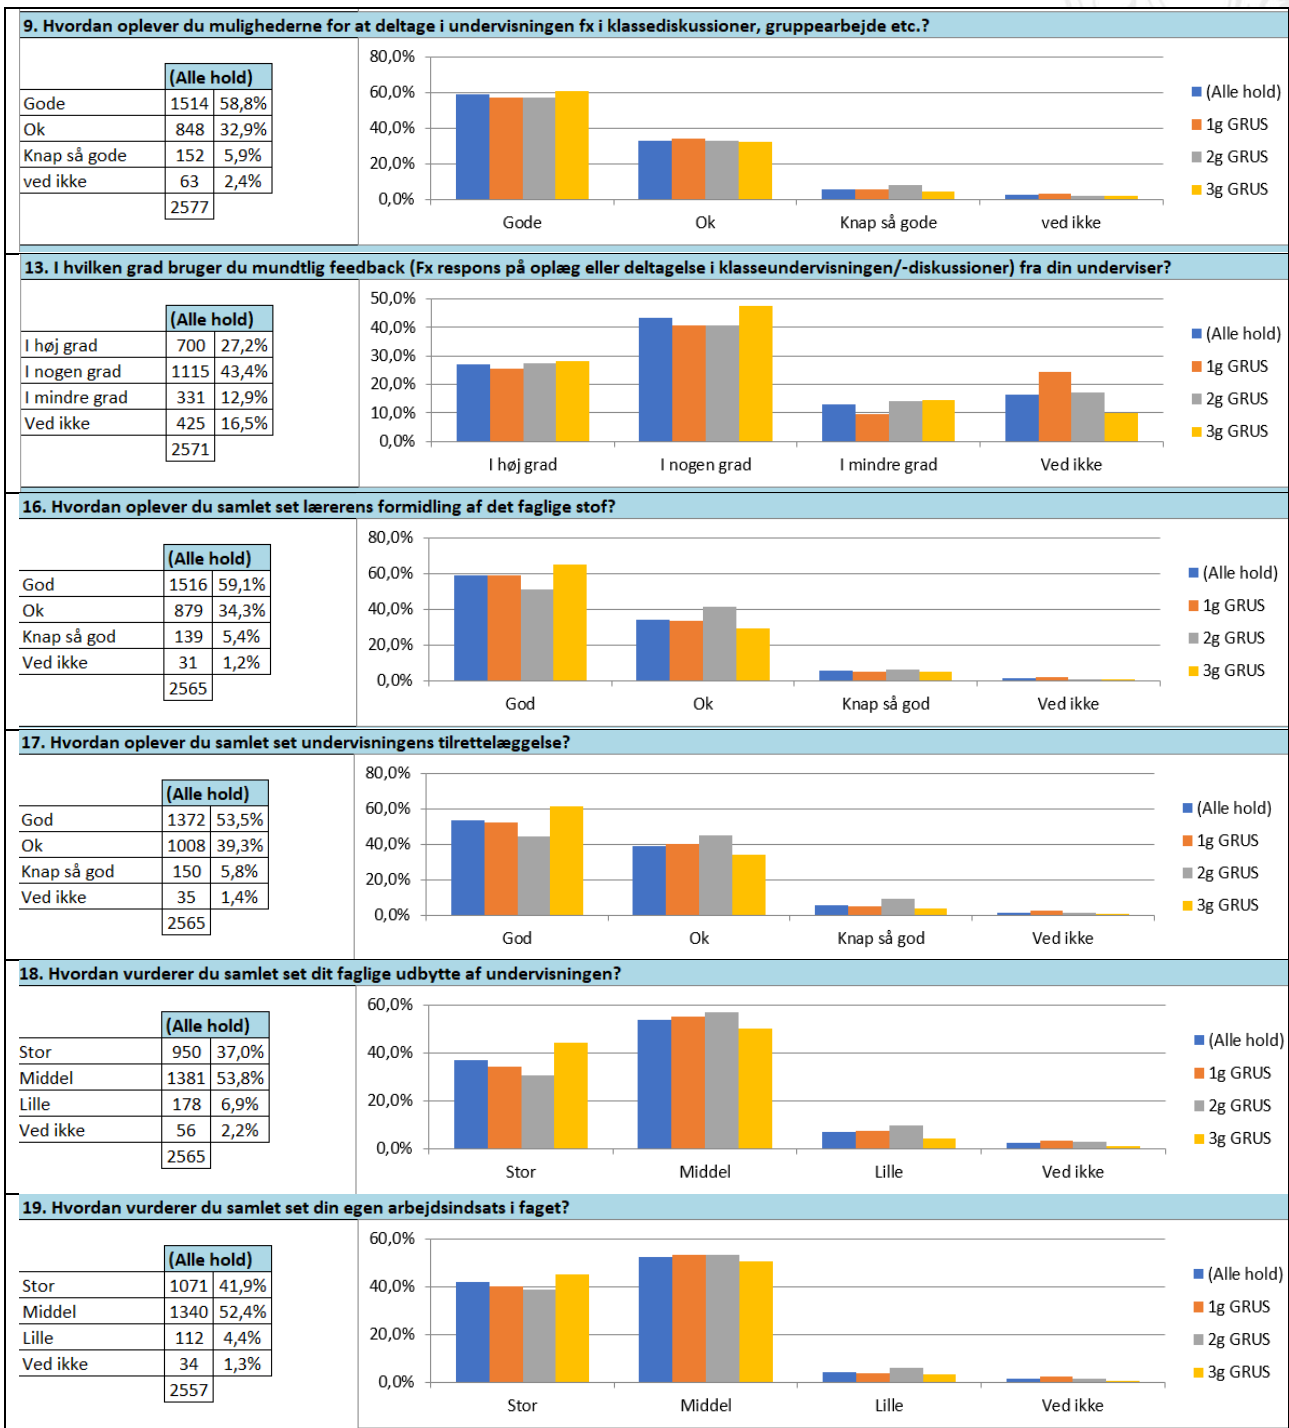 9. Hvordan oplever du mulighederne for at deltage i undervisningen fx i klassediskussioner, gruppearbejde etc.?
(Alle hold)
Gode 1514 58,8%
Ok 848 32,9%
Knap så gode 152 5,9%
ved ikke 63 2,4%
2577
80,0%
60,0%
40,0%
20,0%
0,0%
Gode Ok Knap så gode ved ikke
(Alle hold)
1g GRUS
2g GRUS
3g GRUS
13. I hvilken grad bruger du mundtlig feedback (Fx respons på oplæg eller deltagelse i klasseundervisningen/-diskussioner) fra din underviser?
(Alle hold)
I høj grad 700 27,2%
I nogen grad 1115 43,4%
I mindre grad 331 12,9%
Ved ikke 425 16,5%
2571
50,0%
40,0%
30,0%
20,0%
10,0%
0,0%
I høj grad I nogen grad I mindre grad Ved ikke
(Alle hold)
1g GRUS
2g GRUS
3g GRUS
16. Hvordan oplever du samlet set lærerens formidling af det faglige stof?
(Alle hold)
God 1516 59,1%
Ok 879 34,3%
Knap så god 139 5,4%
Ved ikke 31 1,2%
2565
80,0%
60,0%
40,0%
20,0%
0,0%
God Ok Knap så god Ved ikke
(Alle hold)
1g GRUS
2g GRUS
3g GRUS
17. Hvordan oplever du samlet set undervisningens tilrettelæggelse?
(Alle hold)
God 1372 53,5%
Ok 1008 39,3%
Knap så god 150 5,8%
Ved ikke 35 1,4%
2565
80,0%
60,0%
40,0%
20,0%
0,0%
God Ok Knap så god Ved ikke
(Alle hold)
1g GRUS
2g GRUS
3g GRUS
18. Hvordan vurderer du samlet set dit faglige udbytte af undervisningen?
(Alle hold)
Stor 950 37,0%
Middel 1381 53,8%
Lille 178 6,9%
Ved ikke 56 2,2%
2565
60,0%
40,0%
20,0%
0,0%
Stor Middel Lille Ved ikke
(Alle hold)
1g GRUS
2g GRUS
3g GRUS
19. Hvordan vurderer du samlet set din egen arbejdsindsats i faget?
(Alle hold)
Stor 1071 41,9%
Middel 1340 52,4%
Lille 112 4,4%
Ved ikke 34 1,3%
2557
60,0%
40,0%
20,0%
0,0%
Stor Middel Lille Ved ikke
(Alle hold)
1g GRUS
2g GRUS
3g GRUS